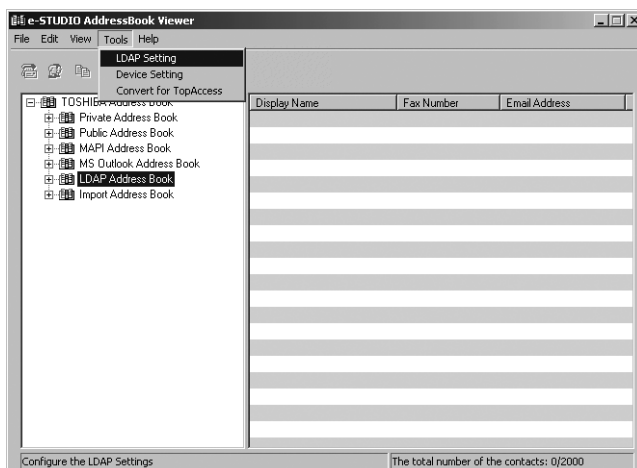 e-STUDIO AddressBook Viewer
File Edit View Tools Help
LDAP Setting
Device Setting
Convert for TopAccess
TOSHIBA Address Book
Display Name Fax Number Email Address
Private Address Book
Public Address Book
MAPI Address Book
MS Outlook Address Book
LDAP Address Book
Import Address Book
Configure the LDAP Settings The total number of the contacts: 0/2000